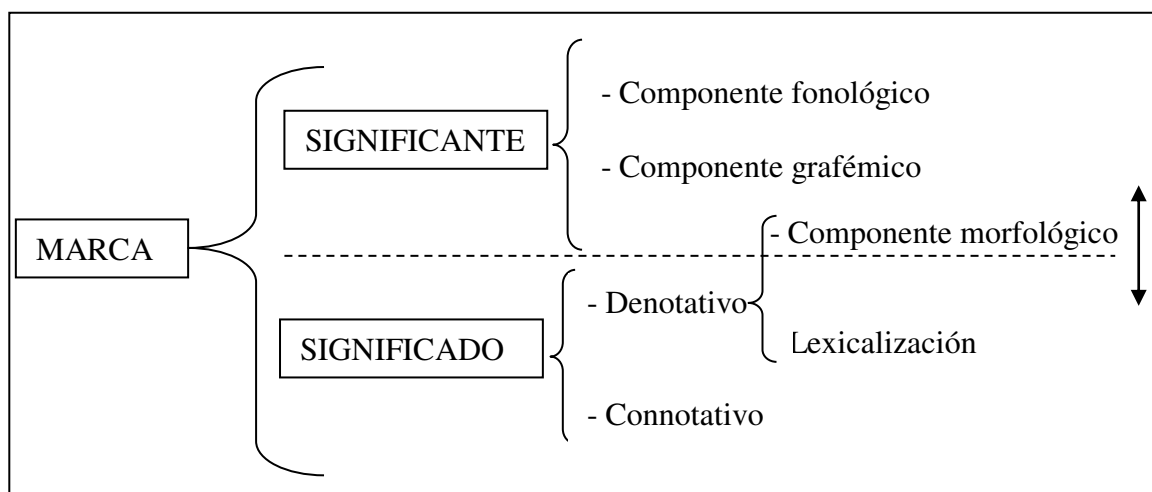 - Componente fonológico
SIGNIFICANTE
- Componente grafémico
- Componente morfológico
MARCA
- Denotativo
SIGNIFICADO
Lexicalización
- Connotativo